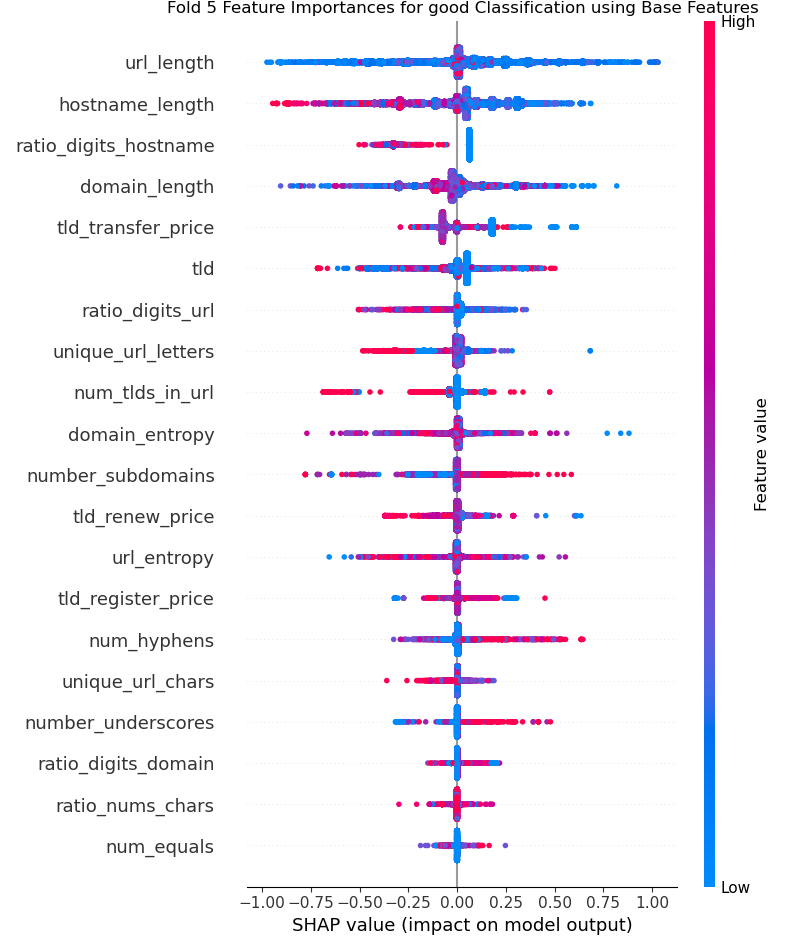 Fold 5 Feature Importances for good Classification using Base Features
High
url_length
hostname_length
ratio_digits_hostname
domain_length
tld_transfer_price
tld
ratio_digits_url
unique_url_letters
num_tlds_in_url
domain_entropy
number_subdomains
tld_renew_price
url_entropy
tld_register_price
num_hyphens
unique_url_chars
number_underscores
ratio_digits_domain
ratio_nums_chars
num_equals
Feature value
Low
−1.00 −0.75 −0.50 −0.25 0.00 0.25 0.50 0.75 1.00
SHAP value (impact on model output)